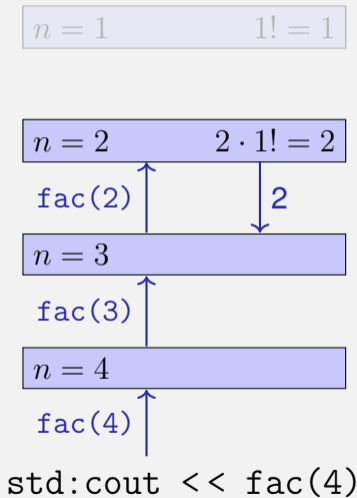 n = 1 1! = 1
n = 2 2 · 1! = 2
fac(2) 2
n = 3
fac(3)
n = 4
fac(4)
std:cout << fac(4)